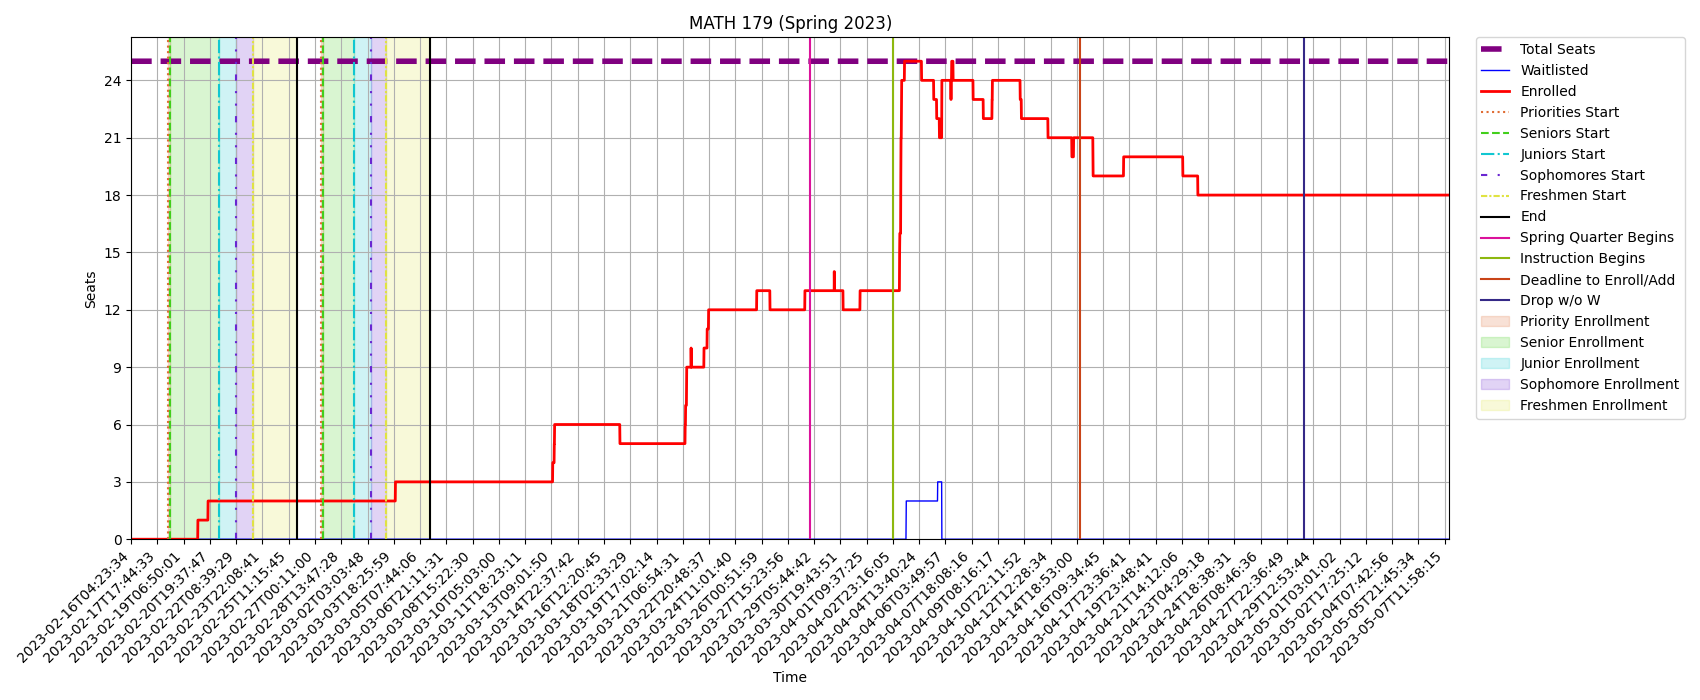 MATH 179 (Spring 2023)
Seats
24
21
18
15
12
9
6
3
0
2023-02-16T04:23:34
2023-02-17T17:44:33
2023-02-19T06:50:01
2023-02-20T19:37:47
2023-02-22T08:39:29
2023-02-23T22:08:41
2023-02-25T11:15:45
2023-02-27T00:11:00
2023-02-28T13:47:28
2023-03-02T03:03:48
2023-03-03T18:25:59
2023-03-05T07:44:06
2023-03-06T21:11:31
2023-03-08T15:22:30
2023-03-10T05:03:00
2023-03-11T18:23:11
2023-03-13T09:01:50
2023-03-14T22:37:42
2023-03-16T12:20:45
2023-03-18T02:33:29
2023-03-19T17:02:14
2023-03-21T06:54:31
2023-03-22T20:48:37
2023-03-24T11:01:40
2023-03-26T00:51:59
2023-03-27T15:23:56
2023-03-29T05:44:42
2023-03-30T19:43:51
2023-04-01T09:37:25
2023-04-02T23:16:05
2023-04-04T13:40:24
2023-04-06T03:49:57
2023-04-07T18:08:16
2023-04-09T08:16:17
2023-04-10T22:11:52
2023-04-12T12:28:34
2023-04-14T18:53:00
2023-04-16T09:34:45
2023-04-17T23:36:41
2023-04-19T23:48:41
2023-04-21T14:12:06
2023-04-23T04:29:18
2023-04-24T18:38:31
2023-04-26T08:46:36
2023-04-27T22:36:49
2023-04-29T12:53:44
2023-05-01T03:01:02
2023-05-02T17:25:12
2023-05-04T07:42:56
2023-05-05T21:45:34
2023-05-07T11:58:15
Time
Total Seats
Waitlisted
Enrolled
Priorities Start
Seniors Start
Juniors Start
Sophomores Start
Freshmen Start
End
Spring Quarter Begins
Instruction Begins
Deadline to Enroll/Add
Drop w/o W
Priority Enrollment
Senior Enrollment
Junior Enrollment
Sophomore Enrollment
Freshmen Enrollment